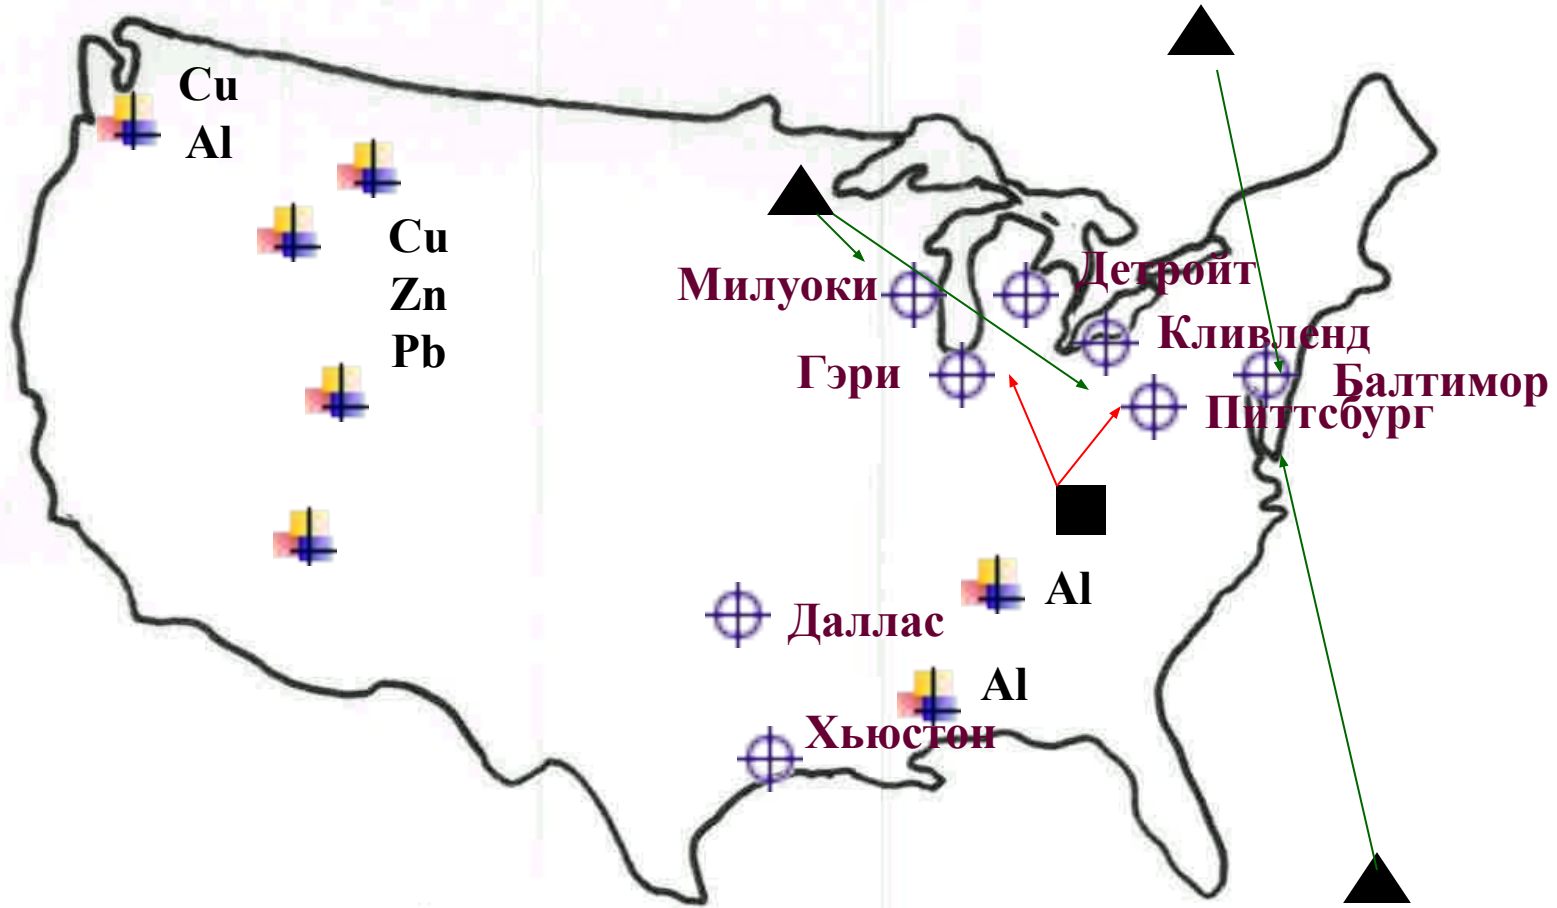 Cu
Al
Cu
Zn
Pb
Милуоки
Детройт
Кливленд
Гэри
Балтимор
Питтсбург
Al
Даллас
Al
Хьюстон